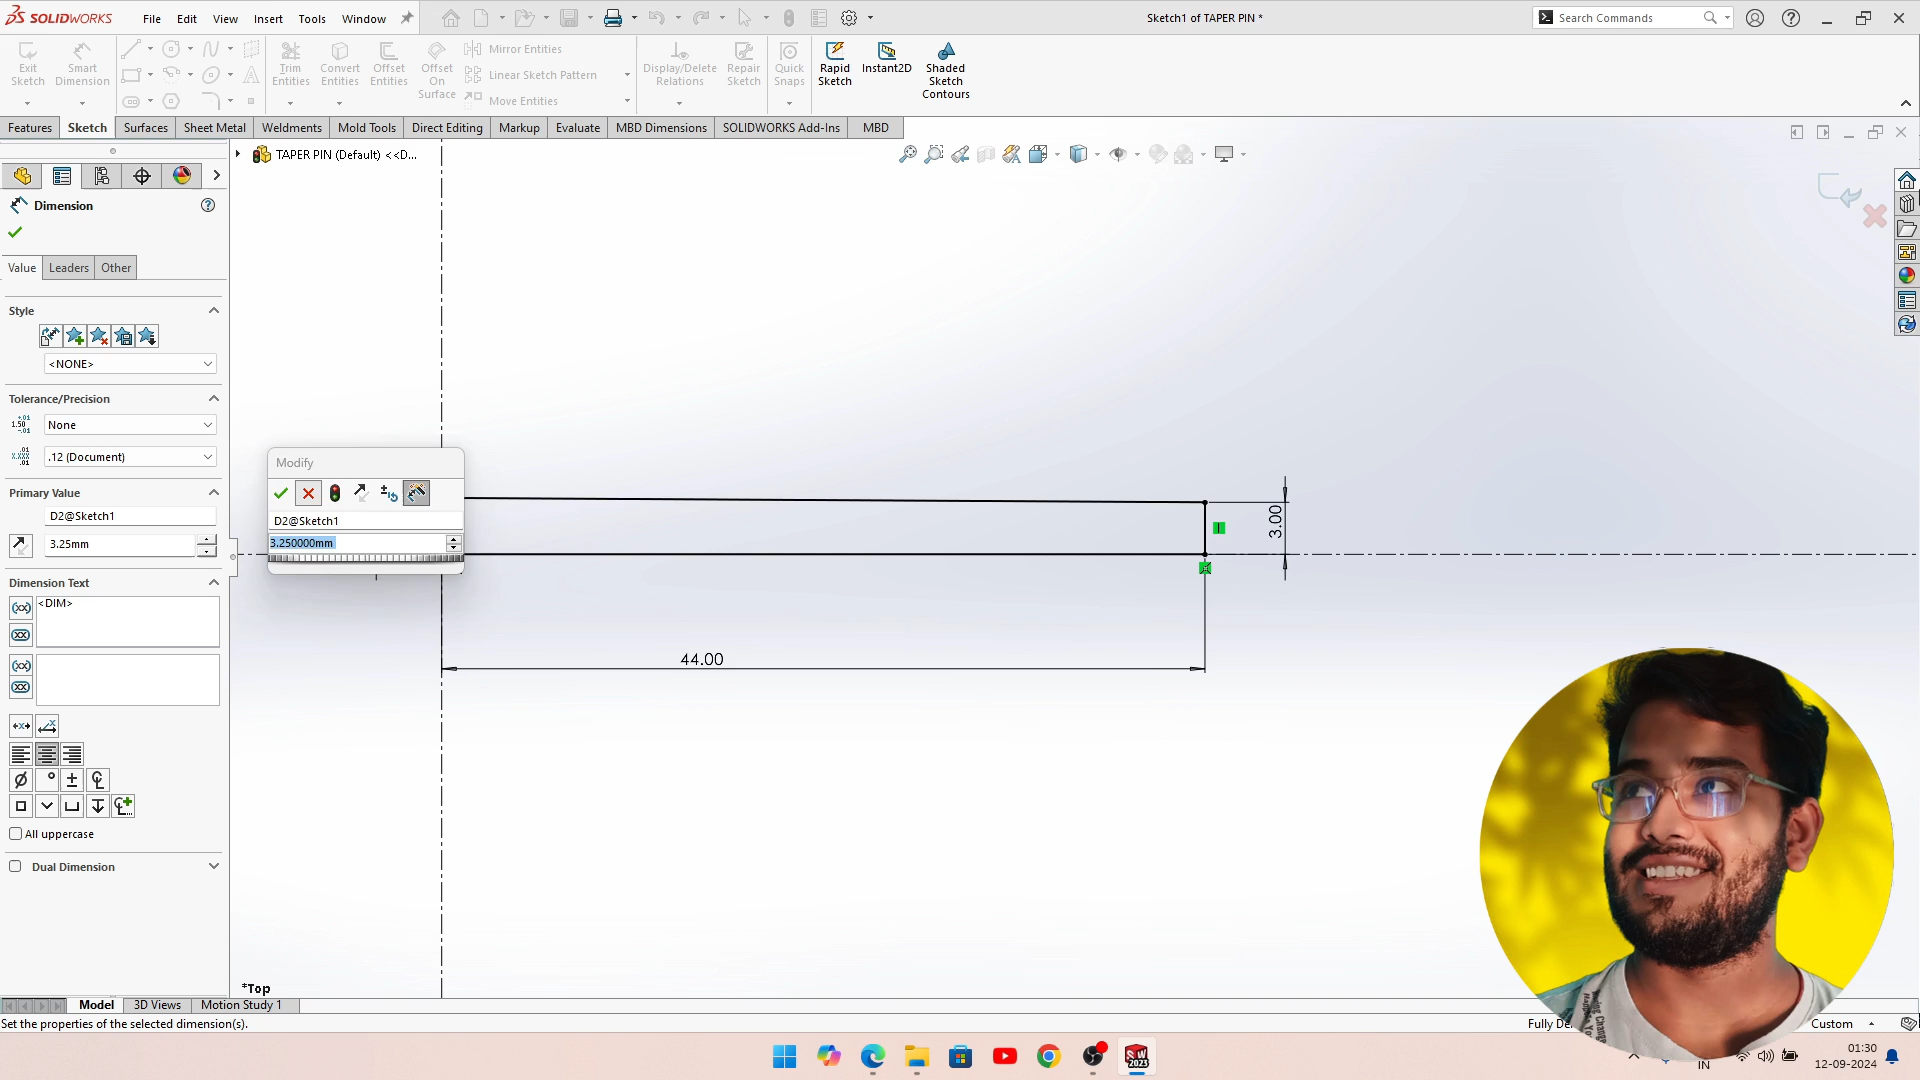 SOLIDWORKS File Edit View Insert Tools Window Sketch1 of TAPER PIN * Search Commands
Exit Sketch Smart Dimension Trim Entities Convert Entities Offset Entities Offset On Surface Mirror Entities Linear Sketch Pattern Move Entities Display/Delete Relations Repair Sketch Quick Snaps Rapid Sketch Instant2D Shaded Sketch Contours
Features Sketch Surfaces Sheet Metal Weldments Mold Tools Direct Editing Markup Evaluate MBD Dimensions SOLIDWORKS Add-Ins MBD
TAPER PIN (Default) <<D...
Dimension
Value Leaders Other
Style
<NONE>
Tolerance/Precision
None
.12 (Document)
Primary Value
D2@Sketch1
3.25mm
Dimension Text
<DIM>
All uppercase
Dual Dimension
Modify
D2@Sketch1
3.250000mm
3.00
44.00
*Top
Model 3D Views Motion Study 1
Set the properties of the selected dimension(s). Fully Custom
01:30
IN 12-09-2024